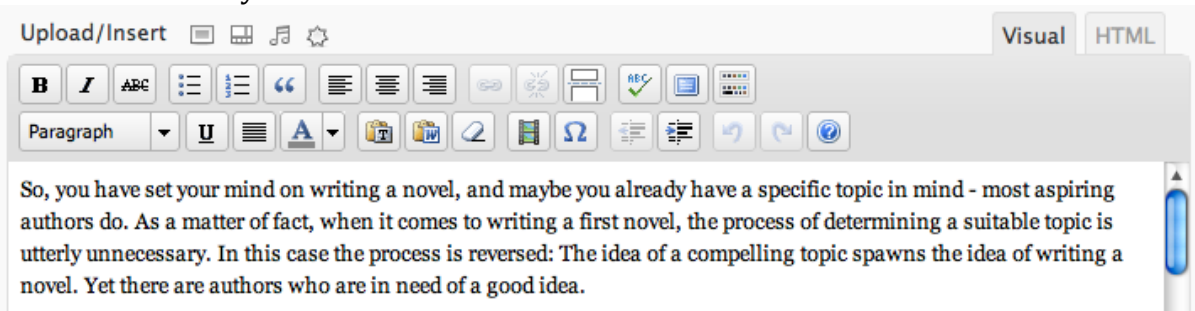 Upload/Insert Visual HTML
B I ABC ABC
Paragraph U A T W Ω
So, you have set your mind on writing a novel, and maybe you already have a specific topic in mind - most aspiring
authors do. As a matter of fact, when it comes to writing a first novel, the process of determining a suitable topic is
utterly unnecessary. In this case the process is reversed: The idea of a compelling topic spawns the idea of writing a
novel. Yet there are authors who are in need of a good idea.